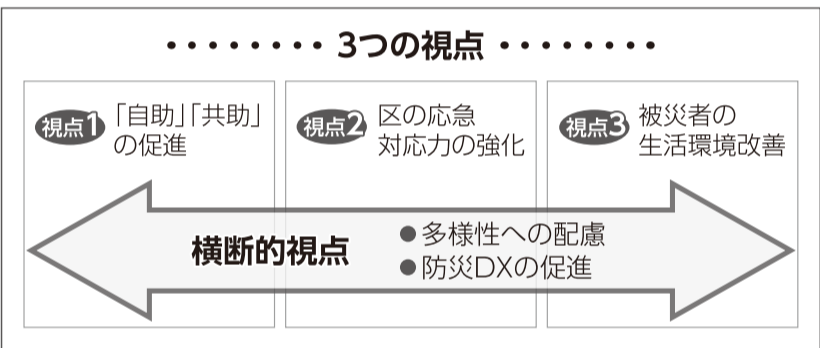 ・・・・・・・・ 3つの視点 ・・・・・・・・
視点1 「自助」「共助」
の促進
視点2 区の応急
対応力の強化
視点3 被災者の
生活環境改善
横断的視点
●多様性への配慮
●防災DXの促進